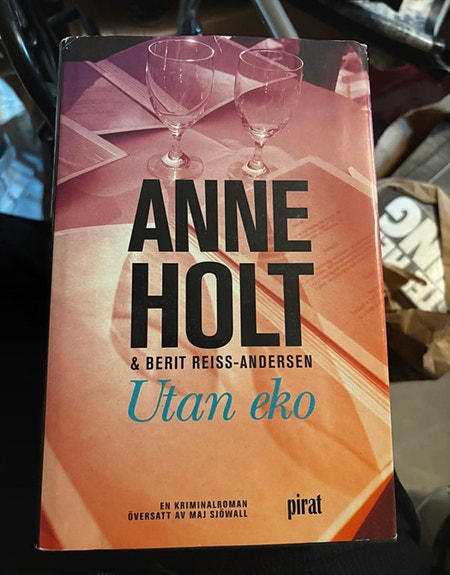 ANNE
HOLT
& BERIT REISS-ANDERSEN
Utan eko
EN KRIMINALROMAN
ÖVERSATT AV MAJ SJÖWALL
pirat